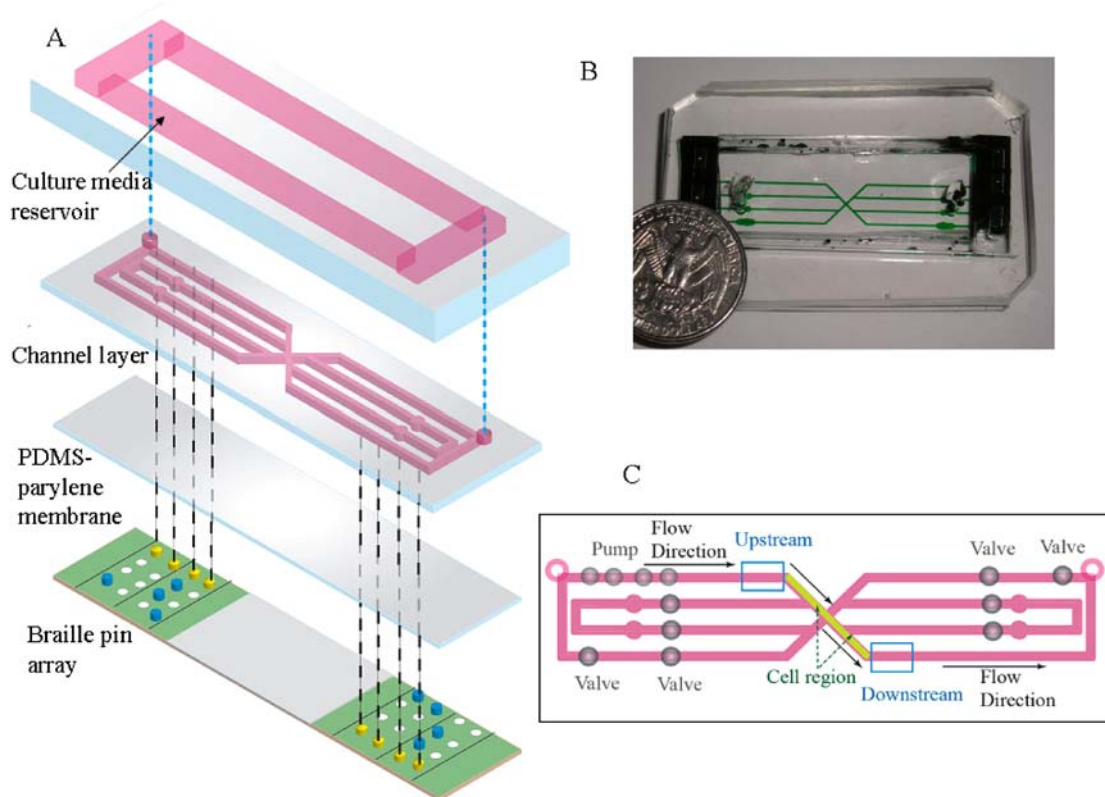 A
Culture media
reservoir
Channel layer
PDMS-
parylene
membrane
Braille pin
array
B
C
Pump
Flow
Direction
Upstream
Valve
Valve
Valve
Valve
Cell region
Downstream
Flow
Direction